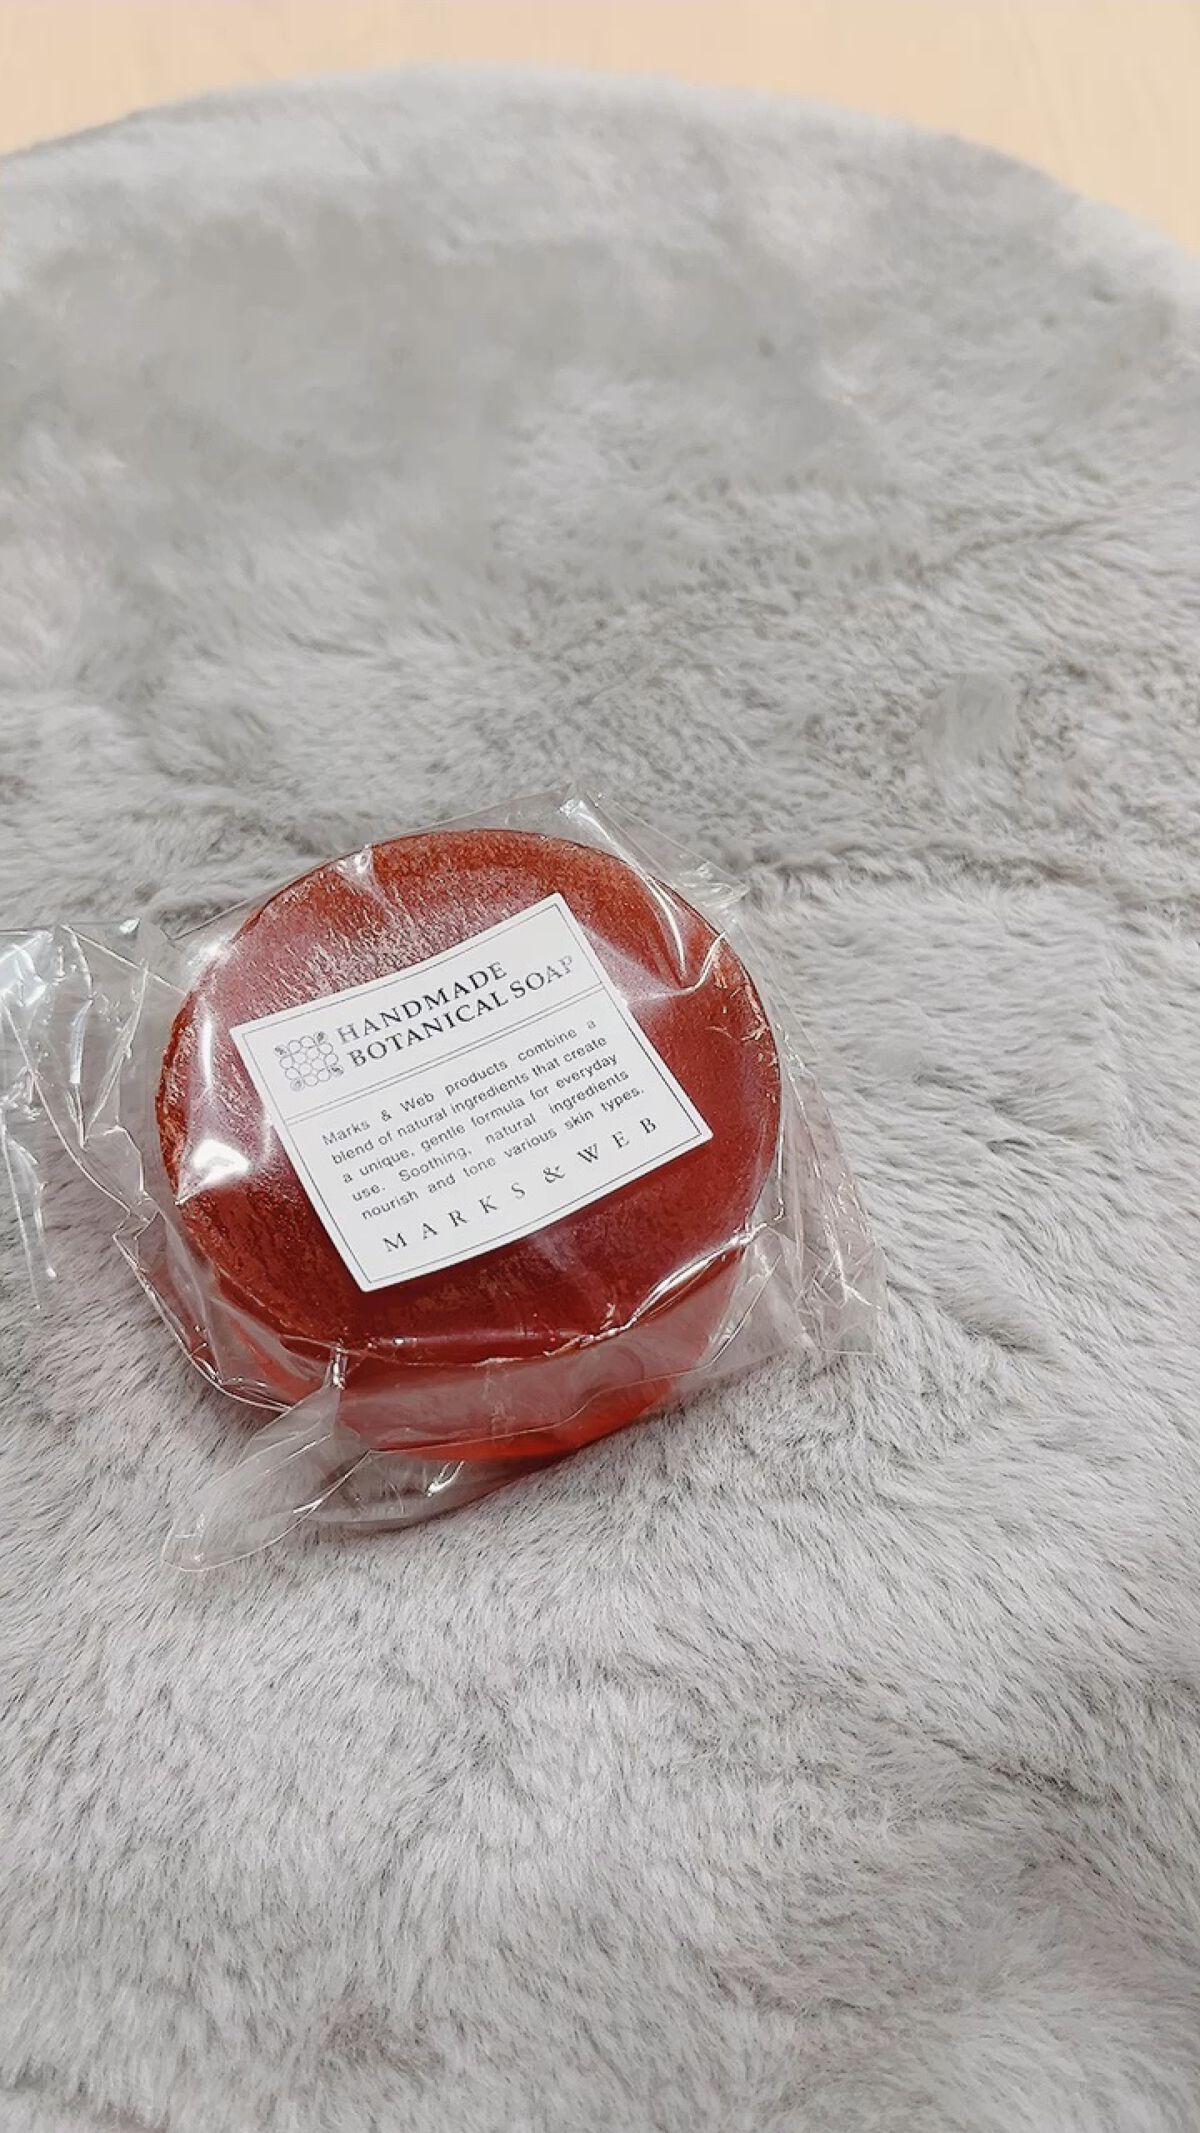 HANDMADE
BOTANICAL SOAP
Marks & Web products combine a
blend of natural ingredients that create
a unique, gentle formula for everyday
use. Soothing, natural ingredients
nourish and tone various skin types.
MARKS & WEB